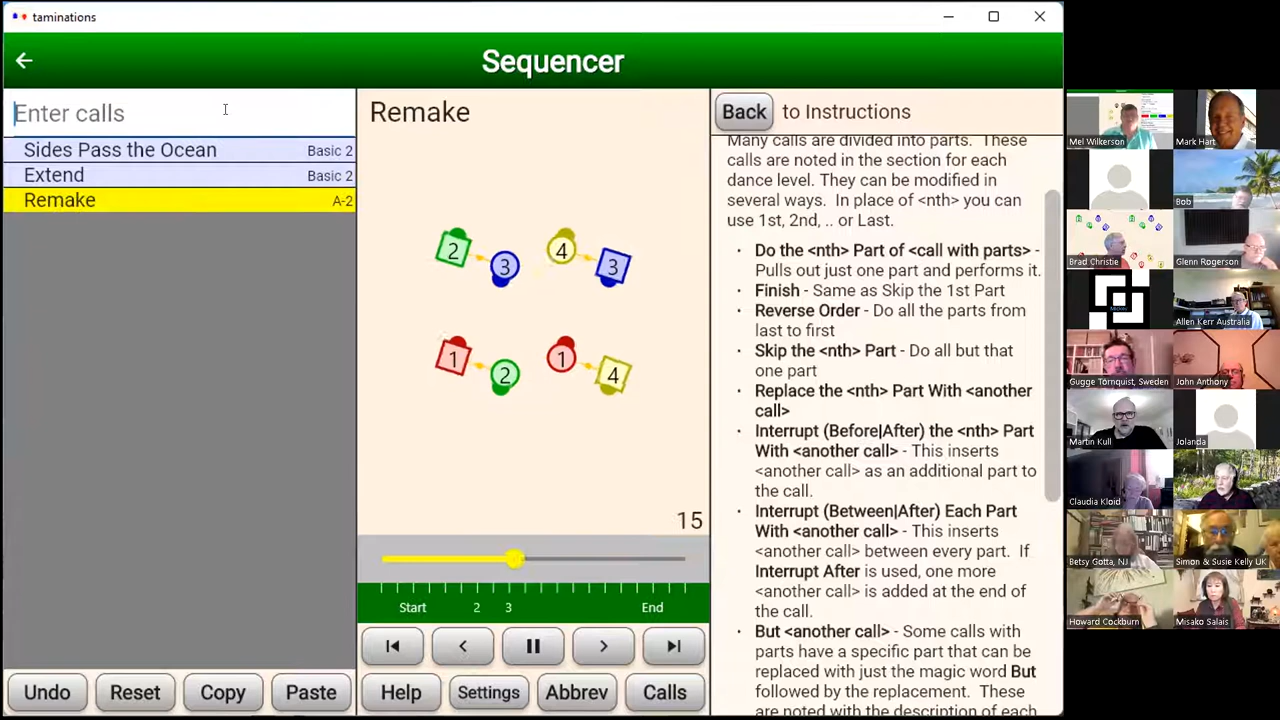 taminations
Sequencer
Enter calls
Sides Pass the Ocean Basic 2
Extend Basic 2
Remake A-2
Undo
Reset
Copy
Paste
Remake
2
3
4
3
1
2
1
4
15
Start 2 3 End
Help
Settings
Abbrev
Calls
Back to Instructions
Many calls are divided into parts. These
calls are noted in the section for each
dance level. They can be modified in
several ways. In place of <nth> you can
use 1st, 2nd, .. or Last.
• Do the <nth> Part of <call with parts> -
Pulls out just one part and performs it.
• Finish - Same as Skip the 1st Part
• Reverse Order - Do all the parts from
last to first
• Skip the <nth> Part - Do all but that
one part
• Replace the <nth> Part With <another
call>
• Interrupt (Before|After) the <nth> Part
With <another call> - This inserts
<another call> as an additional part to
the call.
• Interrupt (Between|After) Each Part
With <another call> - This inserts
<another call> between every part. If
Interrupt After is used, one more
<another call> is added at the end of
the call.
• But <another call> - Some calls with
parts have a specific part that can be
replaced with just the magic word But
followed by the replacement. These
are noted with the description of each
Mel Wilkerson
Mark Hart
Bob
Brad Christie
Glenn Rogerson
Allen Kerr Australia
Gugge Törnquist, Sweden
John Anthony
Martin Kull
Jolanda
Claudia Kloid
Betsy Gotta, NJ
Simon & Susie Kelly UK
Howard Cockburn
Misako Salais